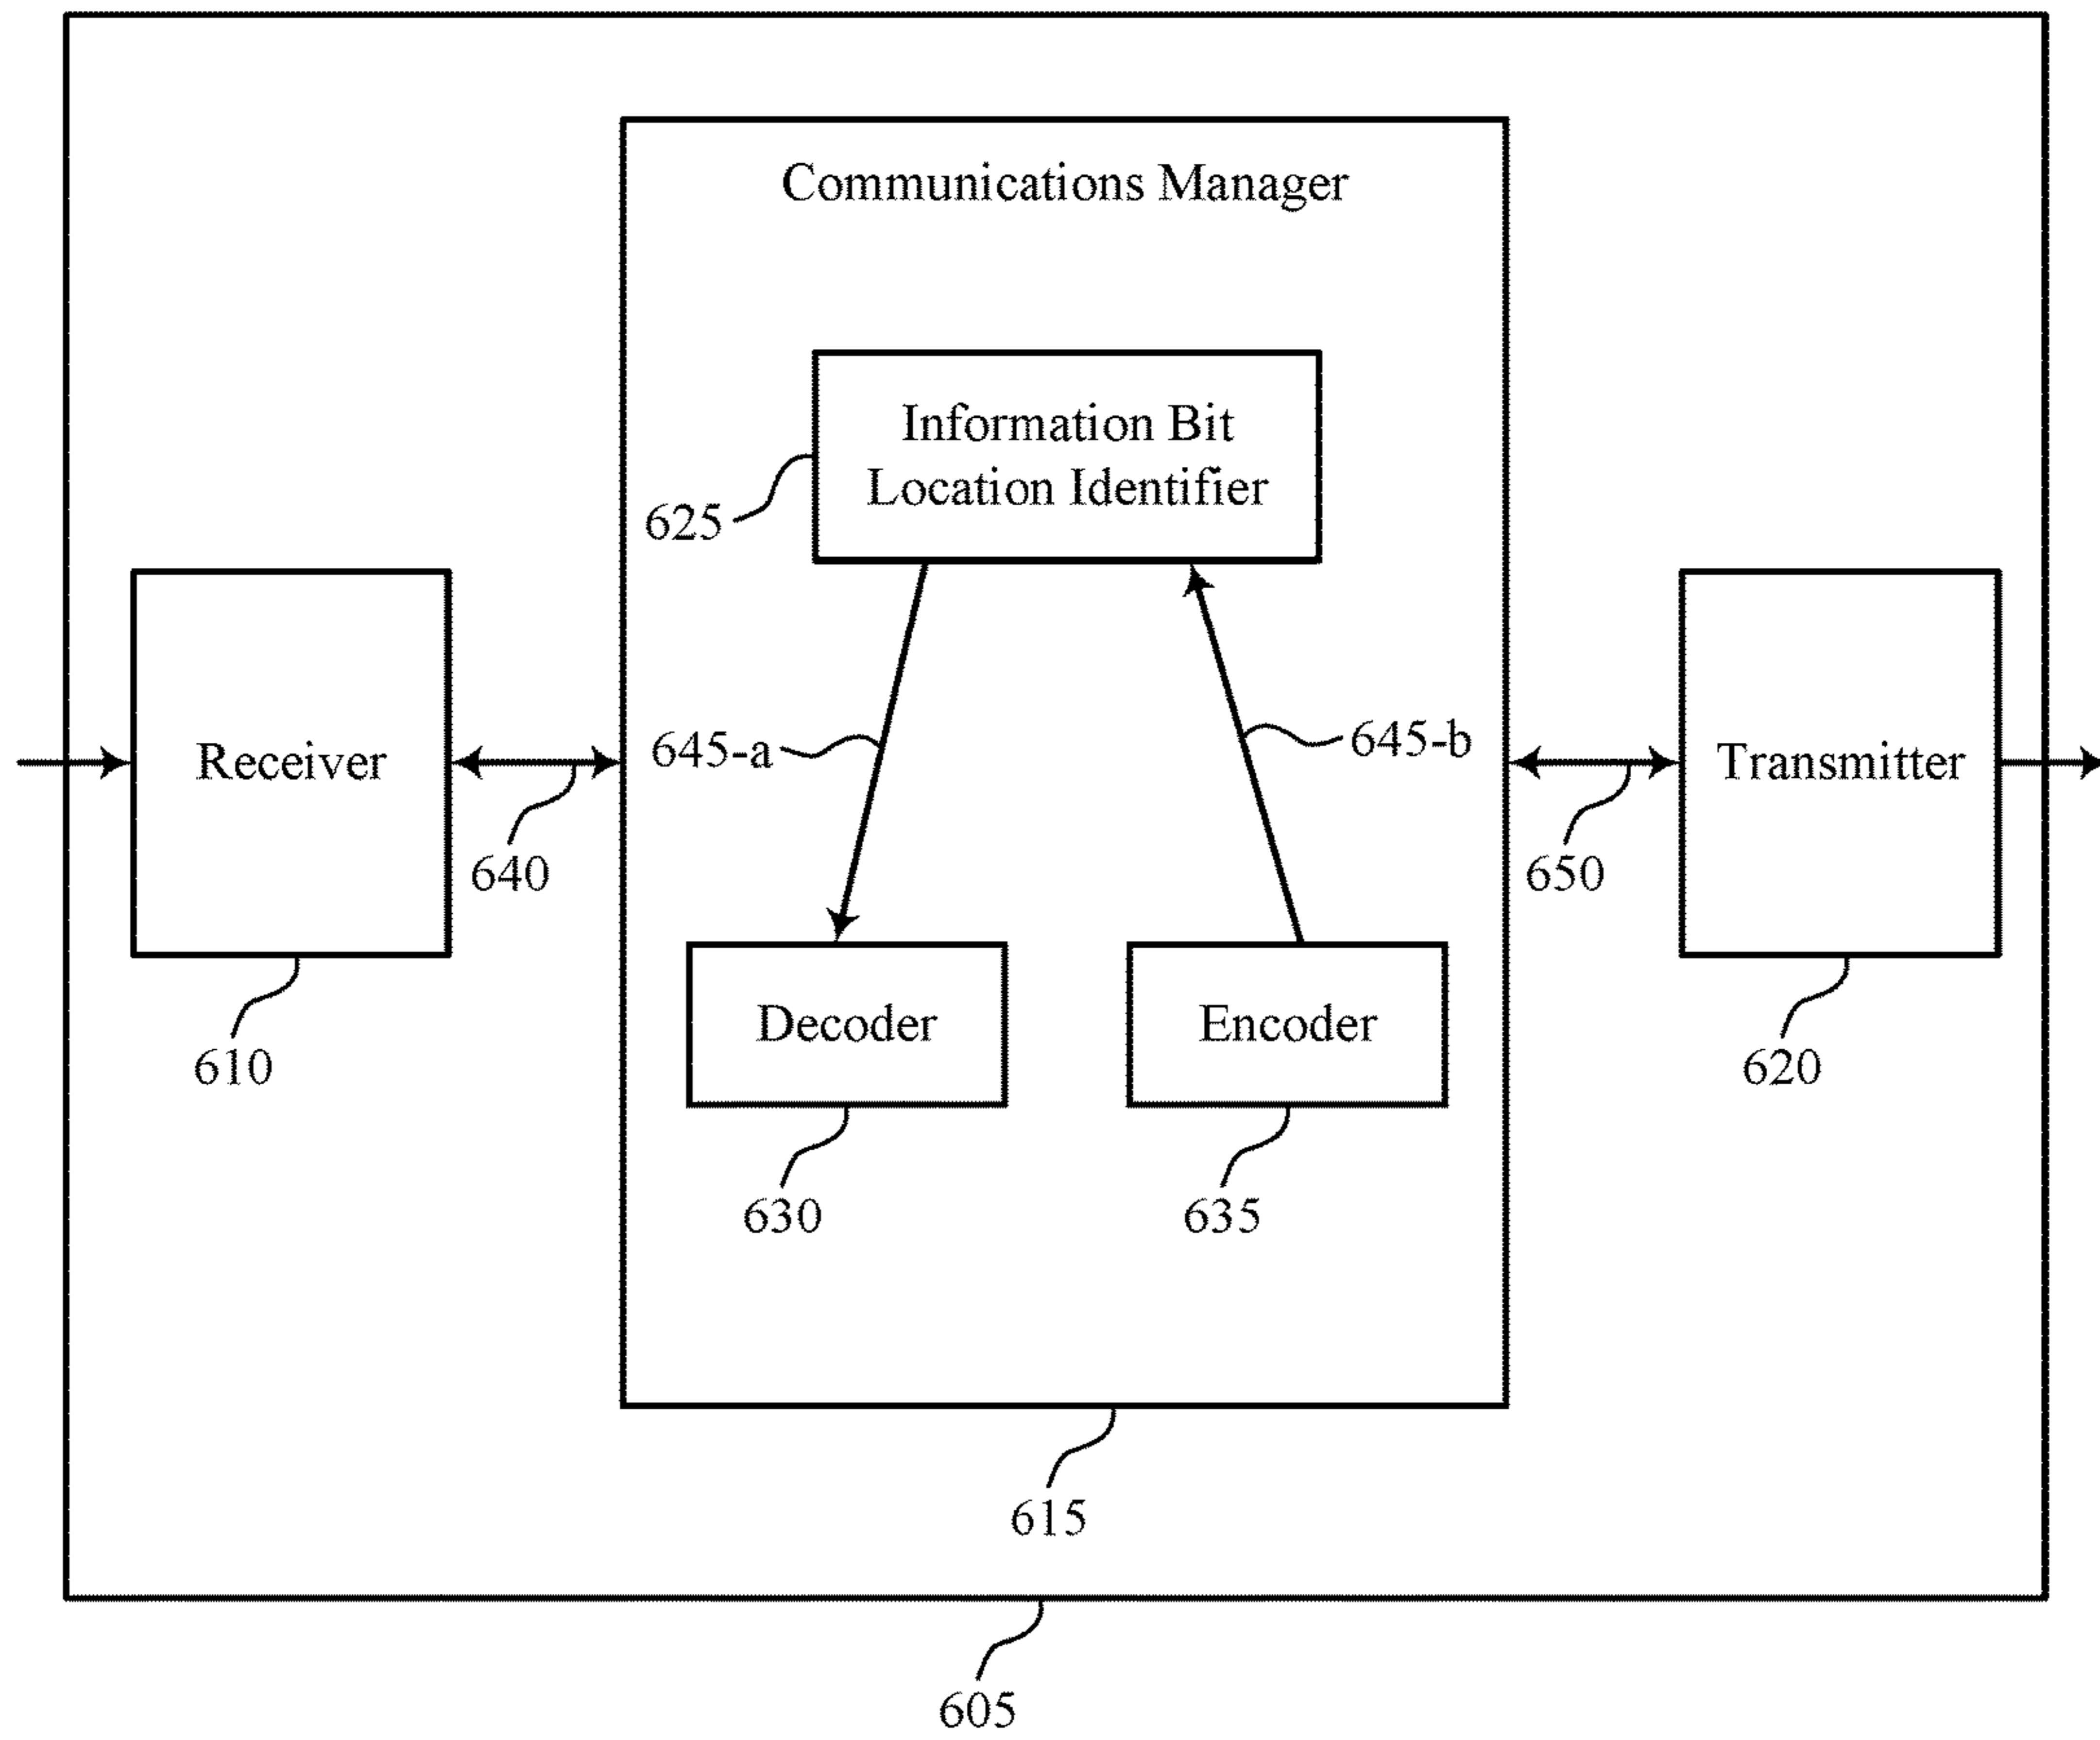 Communications Manager
Information Bit
Location Identifier
625
645-a
645-b
Receiver
Transmitter
640
650
Decoder
Encoder
610
620
630
635
615
605